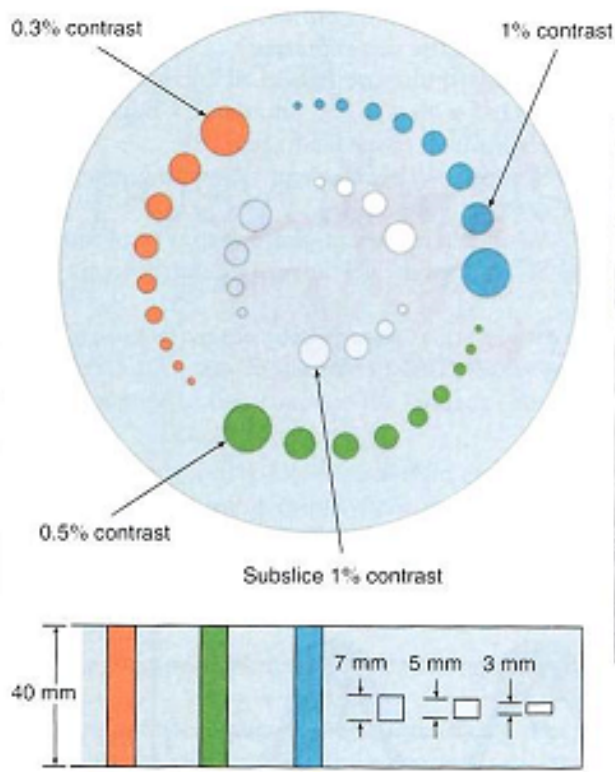 0.3% contrast
1% contrast
0.5% contrast
Subslice 1% contrast
7 mm 5 mm 3 mm
40 mm